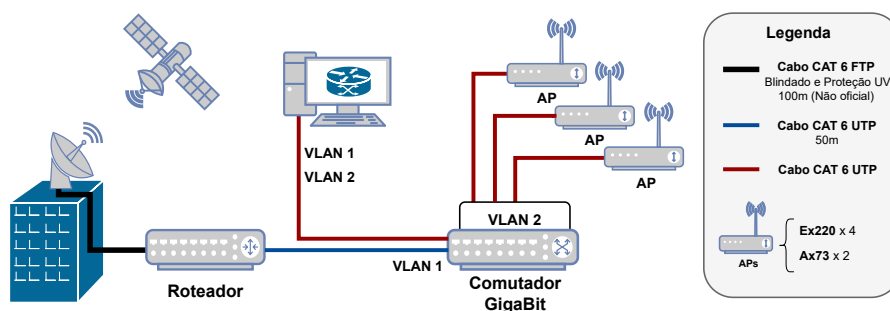 AP
AP
AP
VLAN 1
VLAN 2
VLAN 2
VLAN 1
Roteador
Comutador
GigaBit
Legenda
Cabo CAT 6 FTP
Blindado e Proteção UV
100m (Não oficial)
Cabo CAT 6 UTP
50m
Cabo CAT 6 UTP
Ex220 x 4
Ax73 x 2
APs